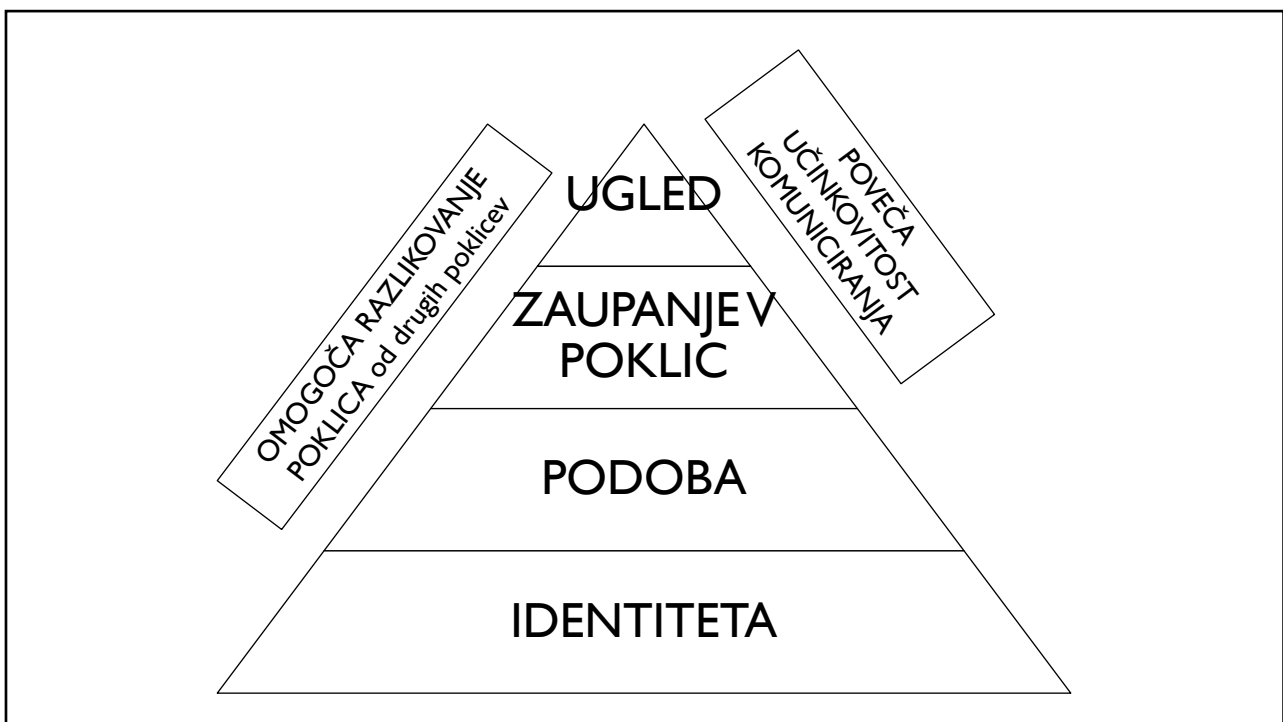 OMOGOČA RAZLIKOVANJE
POKLICA od drugih poklicev
UGLED
ZAUPANJE V
POKLIC
PODOBA
IDENTITETA
POVEČA
UČINKOVITOST
KOMUNICIRANJA